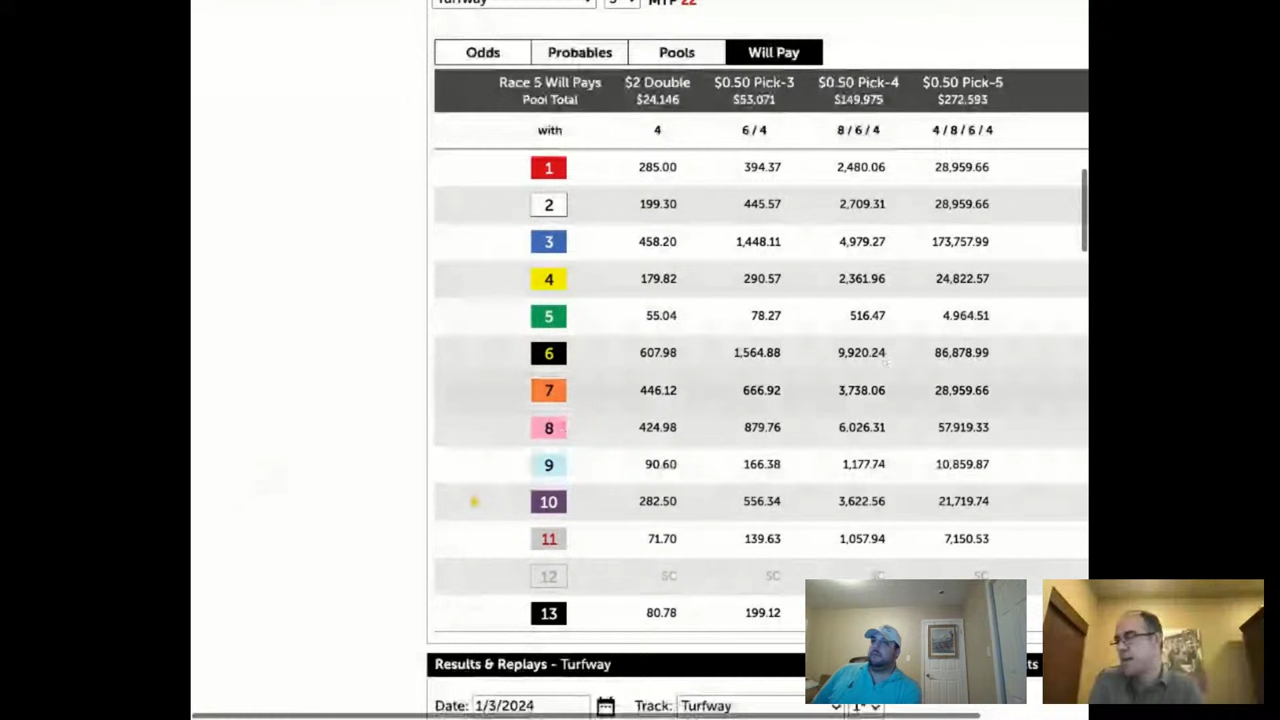 Turfway 5 MTP 22
Odds Probables Pools Will Pay
Race 5 Will Pays $2 Double $0.50 Pick-3 $0.50 Pick-4 $0.50 Pick-5
Pool Total $24,146 $53,071 $149,975 $272,593
with 4 6 / 4 8 / 6 / 4 4 / 8 / 6 / 4
1 285.00 394.37 2,480.06 28,959.66
2 199.30 445.57 2,709.31 28,959.66
3 458.20 1,448.11 4,979.27 173,757.99
4 179.82 290.57 2,361.96 24,822.57
5 55.04 78.27 516.47 4,964.51
6 607.98 1,564.88 9,920.24 86,878.99
7 446.12 666.92 3,738.06 28,959.66
8 424.98 879.76 6,026.31 57,919.33
9 90.60 166.38 1,177.74 10,859.87
10 282.50 556.34 3,622.56 21,719.74
11 71.70 139.63 1,057.94 7,150.53
12 SC SC SC SC
13 80.78 199.12
Results & Replays - Turfway ts
Date: 1/3/2024 Track: Turfway